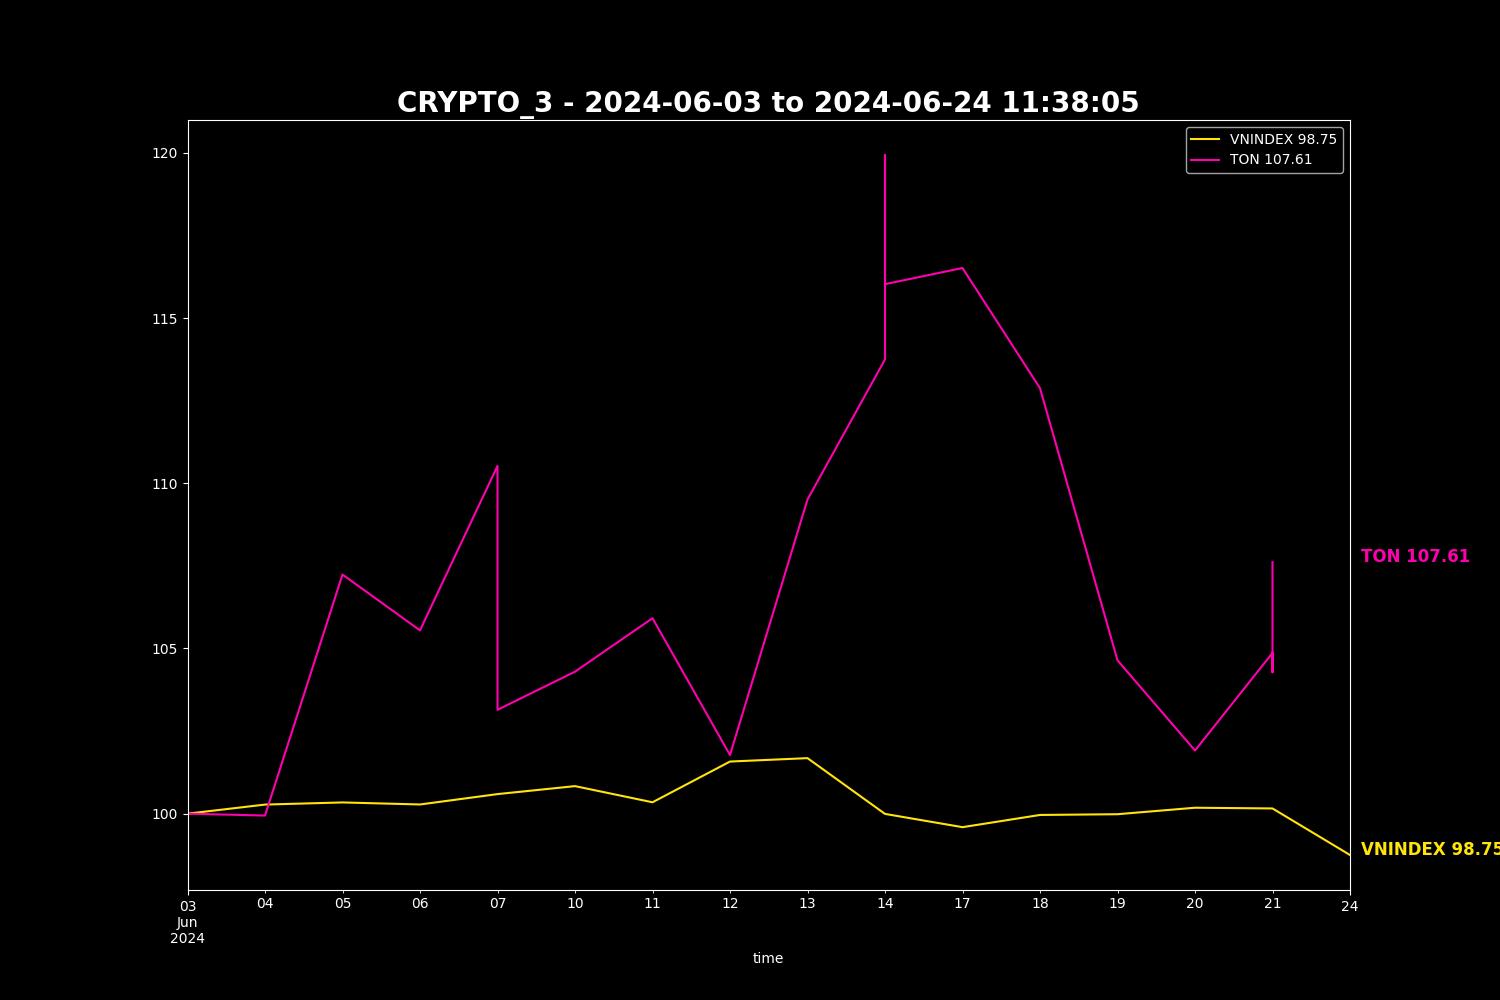 CRYPTO_3 - 2024-06-03 to 2024-06-24 11:38:05
VNINDEX 98.75
TON 107.61
120
115
110
105
100
TON 107.61
VNINDEX 98.75
03 04 05 06 07 10 11 12 13 14 17 18 19 20 21 24
Jun
2024
time